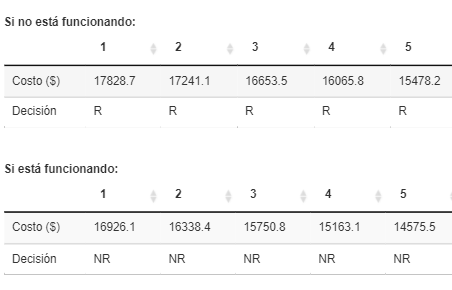 Si no está funcionando:
1 2 3 4 5
Costo ($) 17828.7 17241.1 16653.5 16065.8 15478.2
Decisión R R R R R
Si está funcionando:
1 2 3 4 5
Costo ($) 16926.1 16338.4 15750.8 15163.1 14575.5
Decisión NR NR NR NR NR